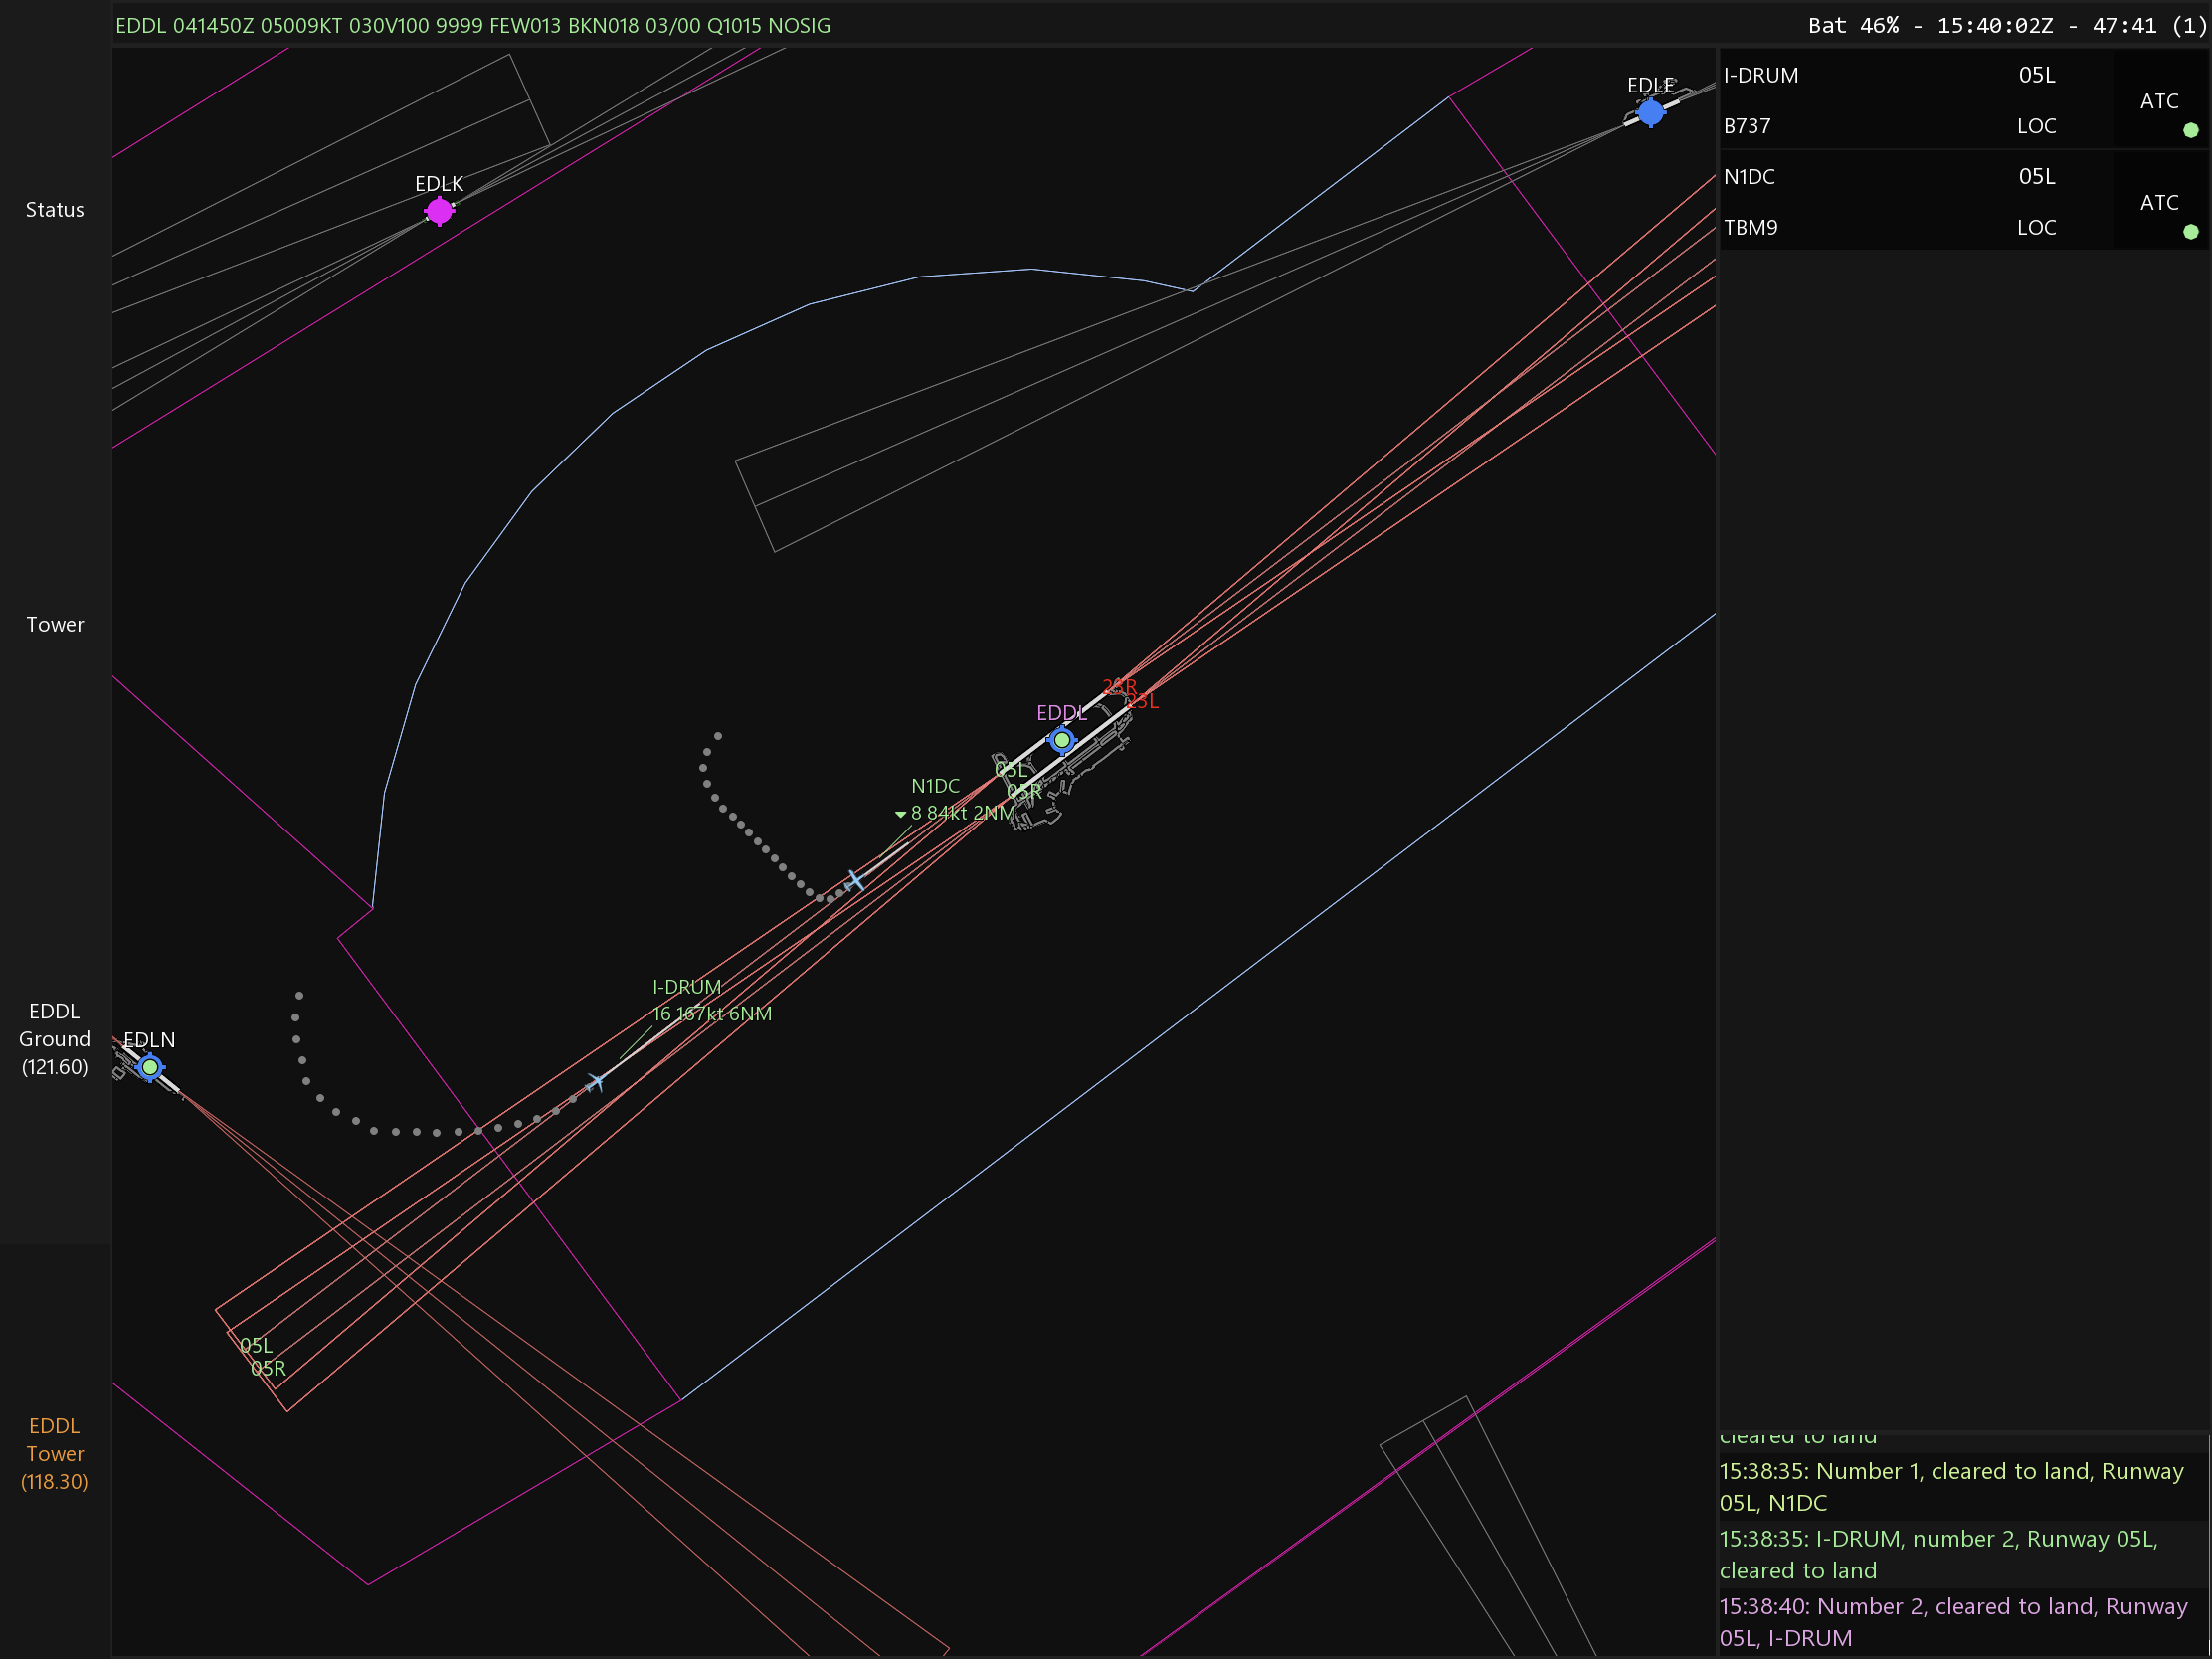 EDDL 041450Z 05009KT 030V100 9999 FEW013 BKN018 03/00 Q1015 NOSIG
Bat 46% - 15:40:02Z - 47:41 (1)
Status
Tower
EDDL
Ground
(121.60)
EDDL
Tower
(118.30)
EDLE
EDLK
23R
23L
EDDL
05L
05R
N1DC
8 84kt 2NM
I-DRUM
16 167kt 6NM
EDLN
05L
05R
I-DRUM 05L
ATC
B737 LOC
N1DC 05L
ATC
TBM9 LOC
cleared to land
15:38:35: Number 1, cleared to land, Runway
05L, N1DC
15:38:35: I-DRUM, number 2, Runway 05L,
cleared to land
15:38:40: Number 2, cleared to land, Runway
05L, I-DRUM